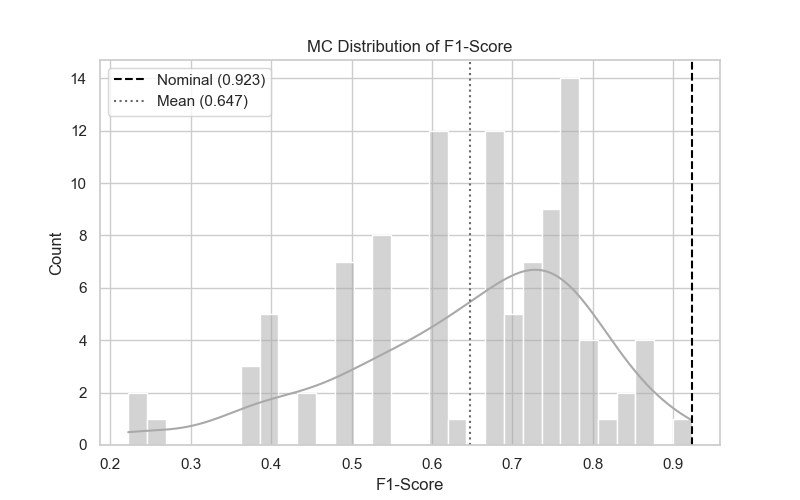 MC Distribution of F1-Score
Nominal (0.923)
Mean (0.647)
14
12
10
8
6
4
2
0
Count
0.2 0.3 0.4 0.5 0.6 0.7 0.8 0.9
F1-Score